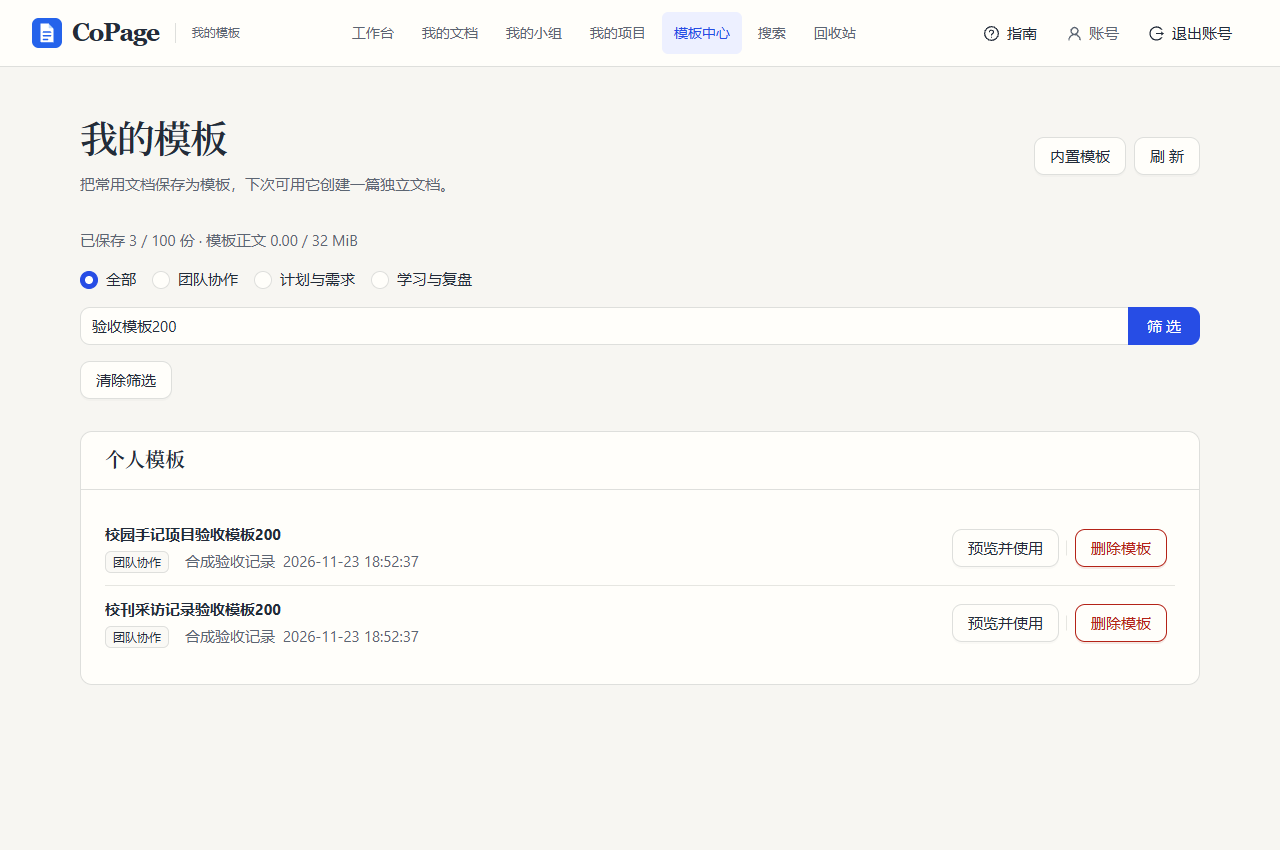 CoPage 我的模板 工作台 我的文档 我的小组 我的项目 模板中心 搜索 回收站 指南 账号 退出账号
我的模板
内置模板 刷新
把常用文档保存为模板，下次可用它创建一篇独立文档。
已保存 3 / 100 份 · 模板正文 0.00 / 32 MiB
全部 团队协作 计划与需求 学习与复盘
验收模板200 筛选
清除筛选
个人模板
校园手记项目验收模板200
团队协作 合成验收记录 2026-11-23 18:52:37 预览并使用 删除模板
校刊采访记录验收模板200
团队协作 合成验收记录 2026-11-23 18:52:37 预览并使用 删除模板